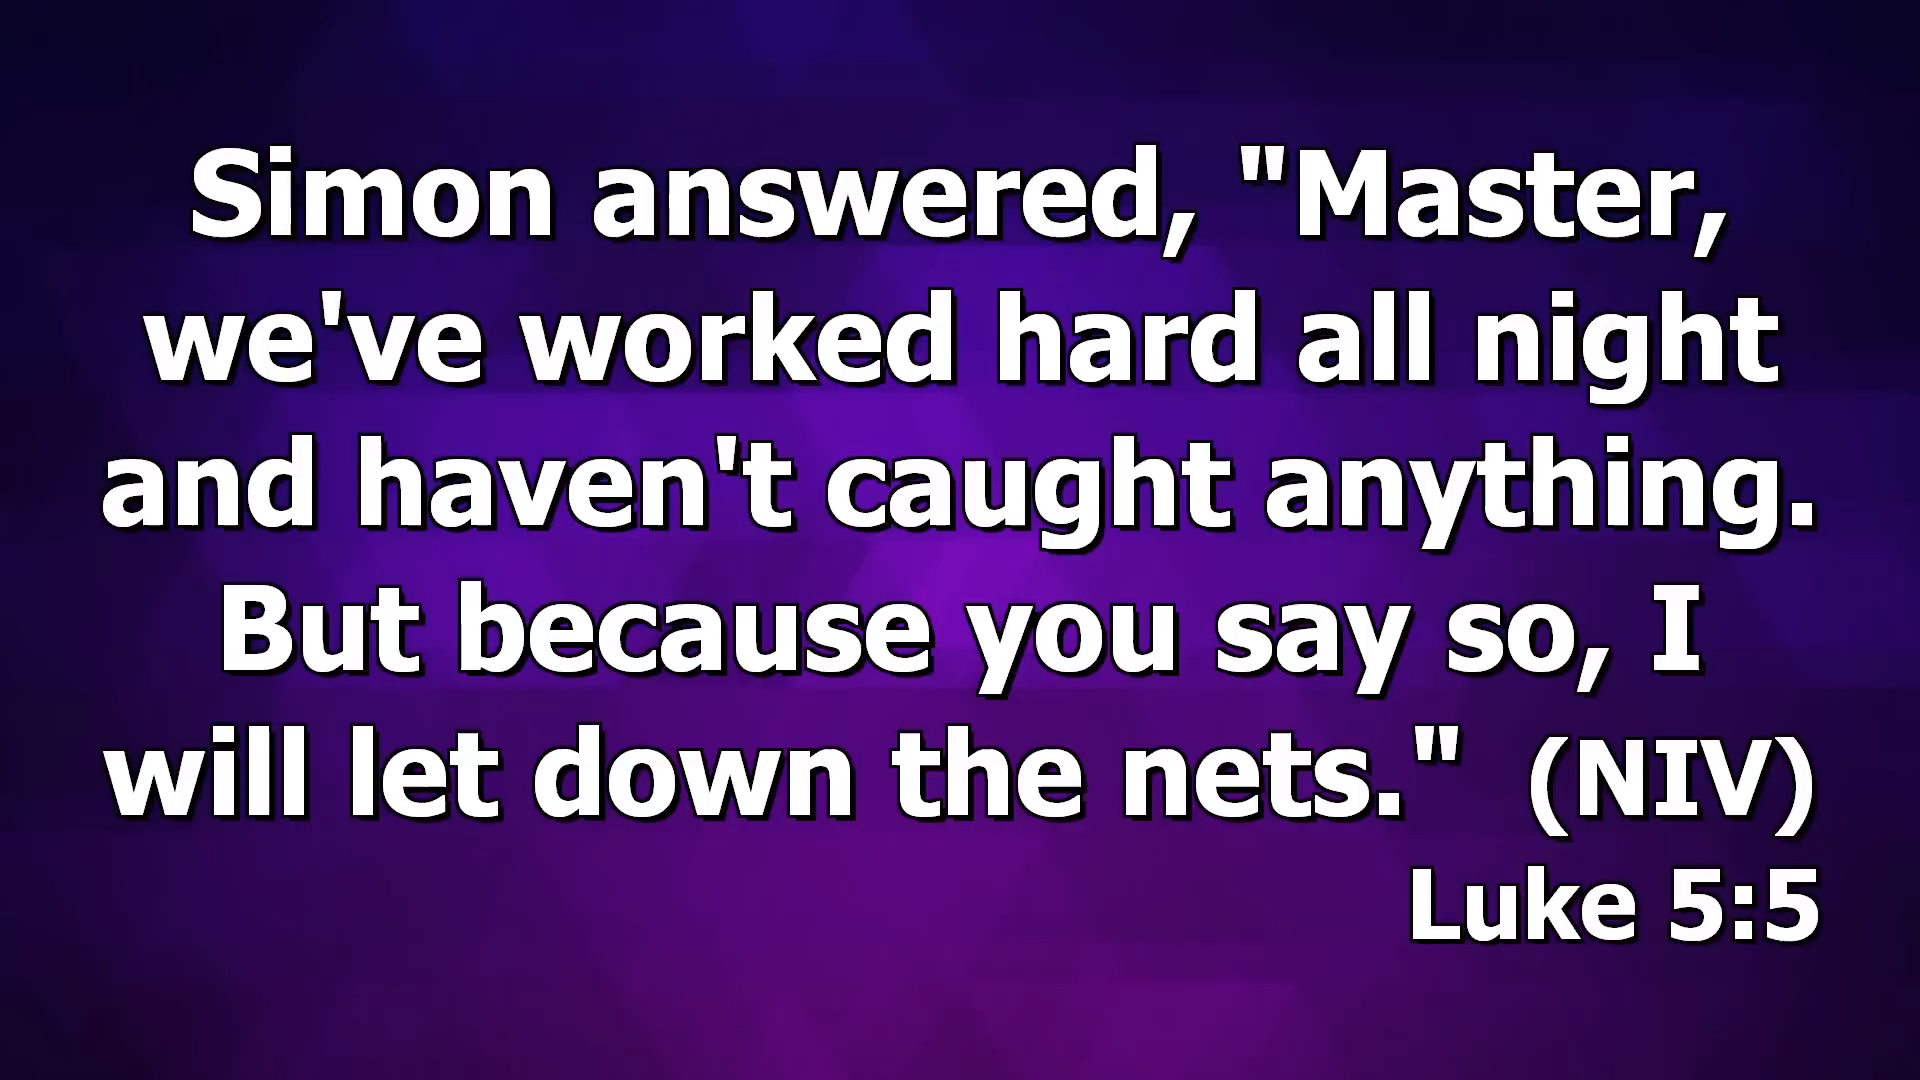 Simon answered, "Master,
we've worked hard all night
and haven't caught anything.
But because you say so, I
will let down the nets." (NIV)
Luke 5:5